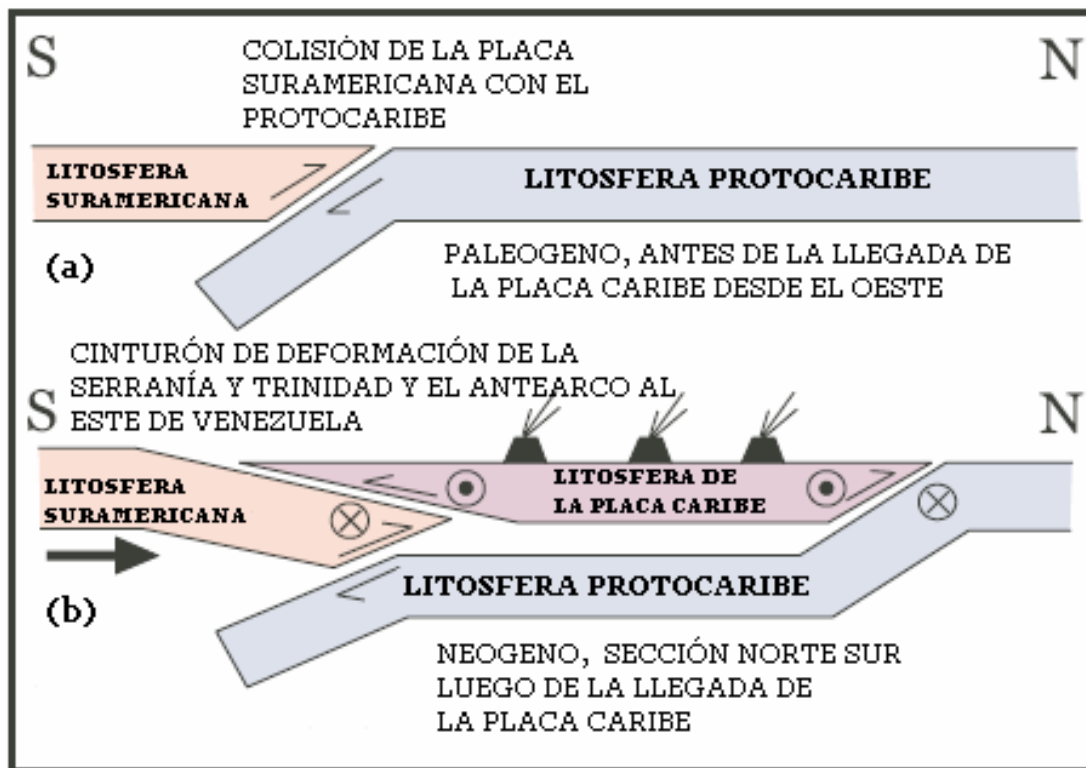 S
N
COLISIÓN DE LA PLACA
SURAMERICANA CON EL
PROTOCARIBE
LITOSFERA
SURAMERICANA
LITOSFERA PROTOCARIBE
(a)
PALEOGENO, ANTES DE LA LLEGADA DE
LA PLACA CARIBE DESDE EL OESTE
CINTURÓN DE DEFORMACIÓN DE LA
SERRANÍA Y TRINIDAD Y EL ANTEARCO AL
ESTE DE VENEZUELA
S
N
LITOSFERA
SURAMERICANA
LITOSFERA DE
LA PLACA CARIBE
LITOSFERA PROTOCARIBE
(b)
NEOGENO, SECCIÓN NORTE SUR
LUEGO DE LA LLEGADA DE
LA PLACA CARIBE